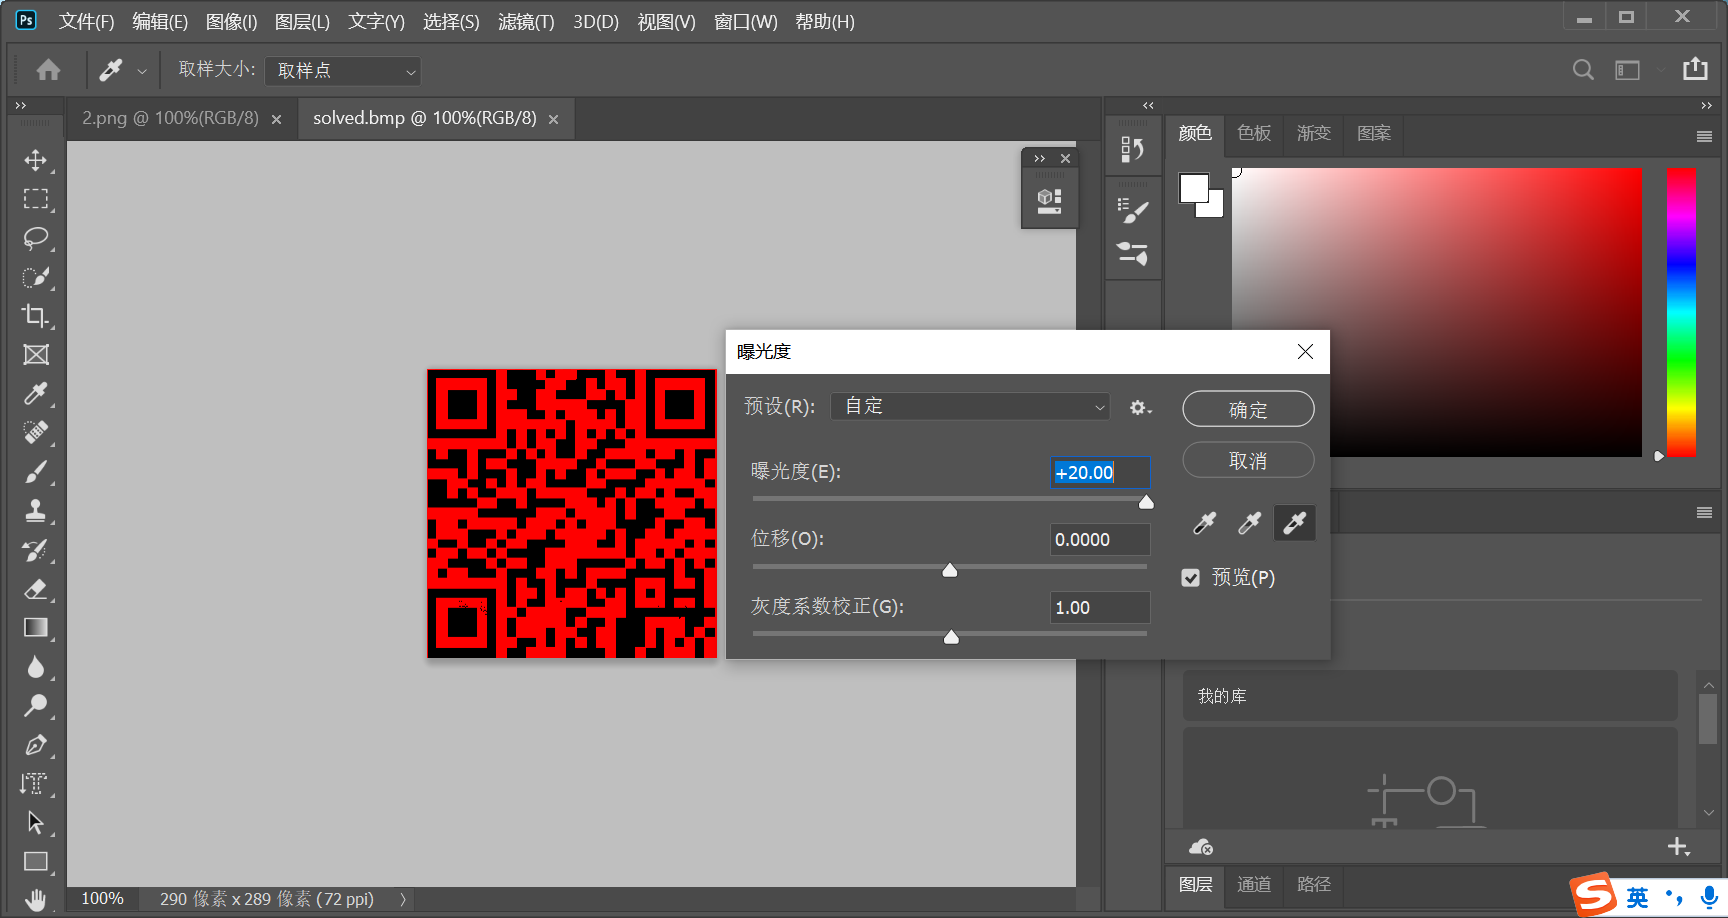 Ps 文件(F) 编辑(E) 图像(I) 图层(L) 文字(Y) 选择(S) 滤镜(T) 3D(D) 视图(V) 窗口(W) 帮助(H)
取样大小: 取样点
2.png @ 100%(RGB/8) × solved.bmp @ 100%(RGB/8) ×
颜色 色板 渐变 图案
曝光度
预设(R): 自定
确定
曝光度(E): +20.00
取消
位移(O): 0.0000
预览(P)
灰度系数校正(G): 1.00
我的库
图层 通道 路径
100% 290 像素 x 289 像素 (72 ppi)
S 英